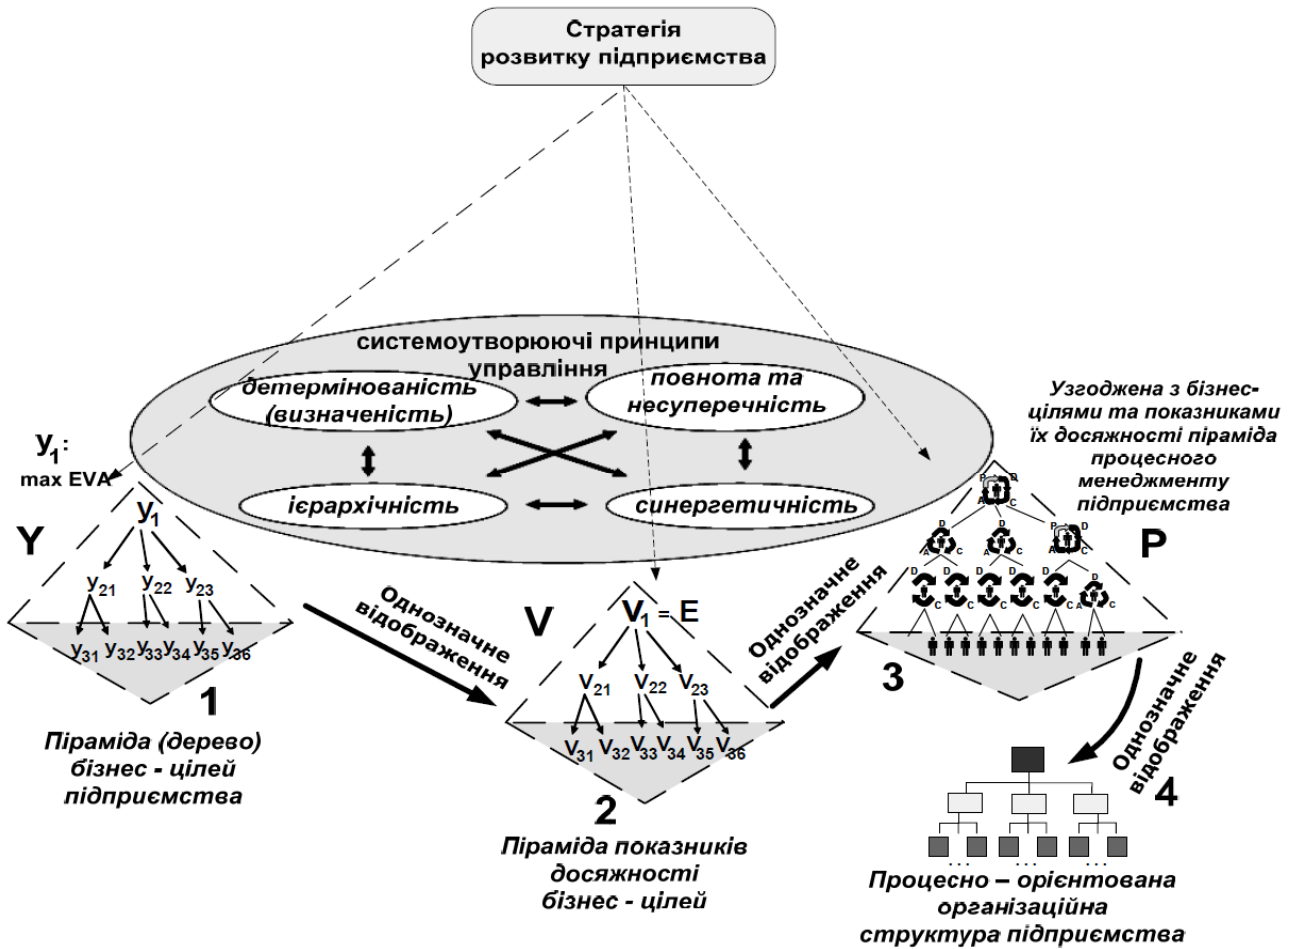 Стратегія
розвитку підприємства
системоутворюючі принципи
управління
детермінованість
(визначеність)
повнота та
несуперечність
ієрархічність
синергетичність
y1:
max EVA
Y
y1
y21 y22 y23
y31 y32 y33 y34 y35 y36
1
Піраміда (дерево)
бізнес - цілей
підприємства
Однозначне
відображення
V
V1 = E
V21 V22 V23
V31 V32 V33 V34 V35 V36
2
Піраміда показників
досяжності
бізнес - цілей
Однозначне
відображення
Узгоджена з бізнес-
цілями та показниками
їх досяжності піраміда
процесного
менеджменту
підприємства
P
P D
A C
D D P D
A C A C A C
D D D D D D
C C C C C A C
3
Однозначне
відображення
4
... ... ...
Процесно – орієнтована
організаційна
структура підприємства